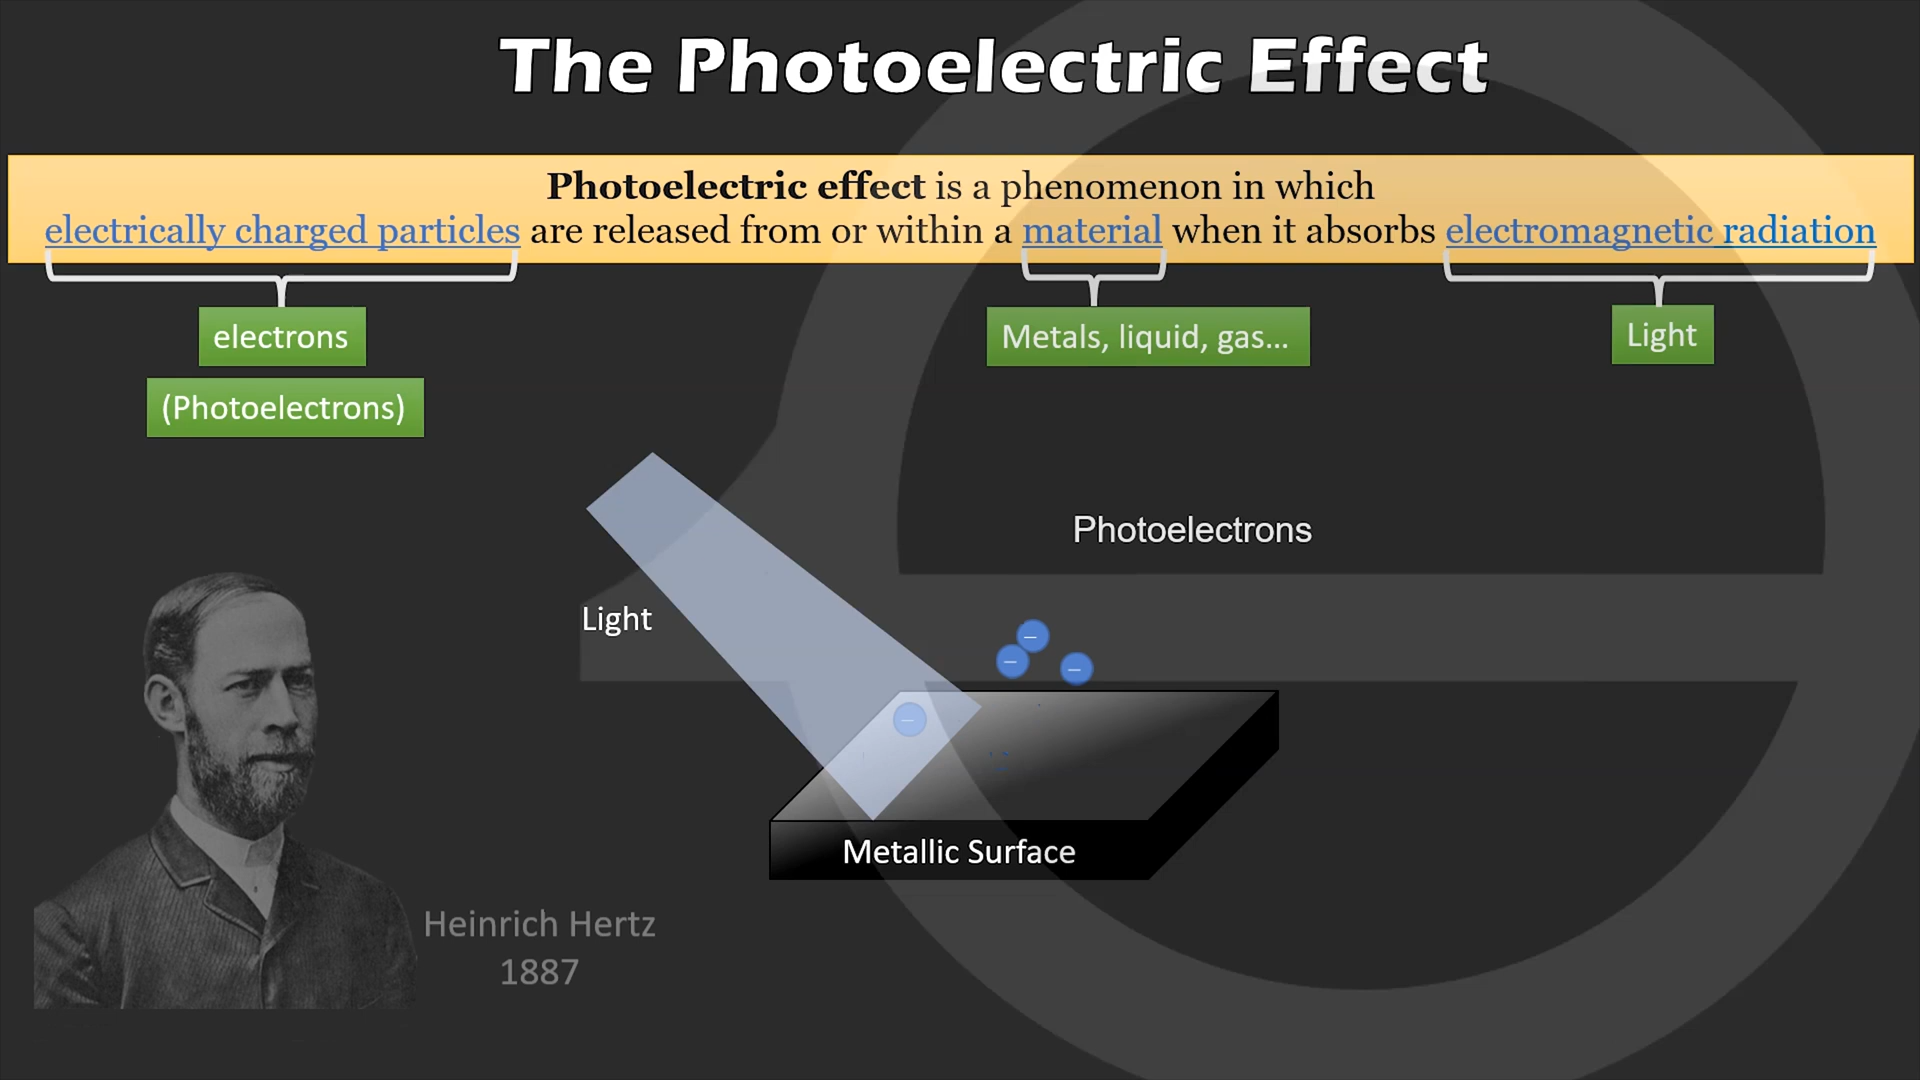 The Photoelectric Effect
Photoelectric effect is a phenomenon in which
electrically charged particles are released from or within a material when it absorbs electromagnetic radiation
electrons
Metals, liquid, gas...
Light
(Photoelectrons)
Photoelectrons
Light
Metallic Surface
Heinrich Hertz
1887